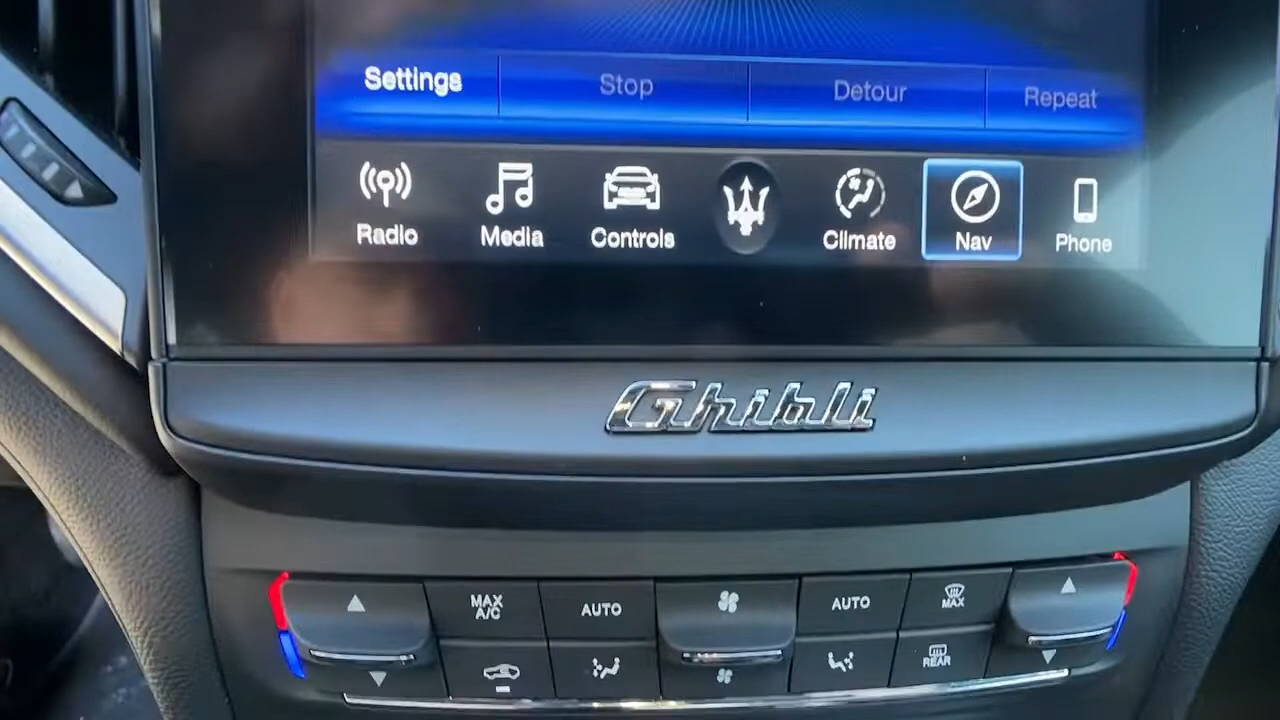 Settings
Stop
Detour
Repeat
Radio
Media
Controls
Climate
Nav
Phone
Ghibli
MAX
A/C
AUTO
AUTO
MAX
REAR